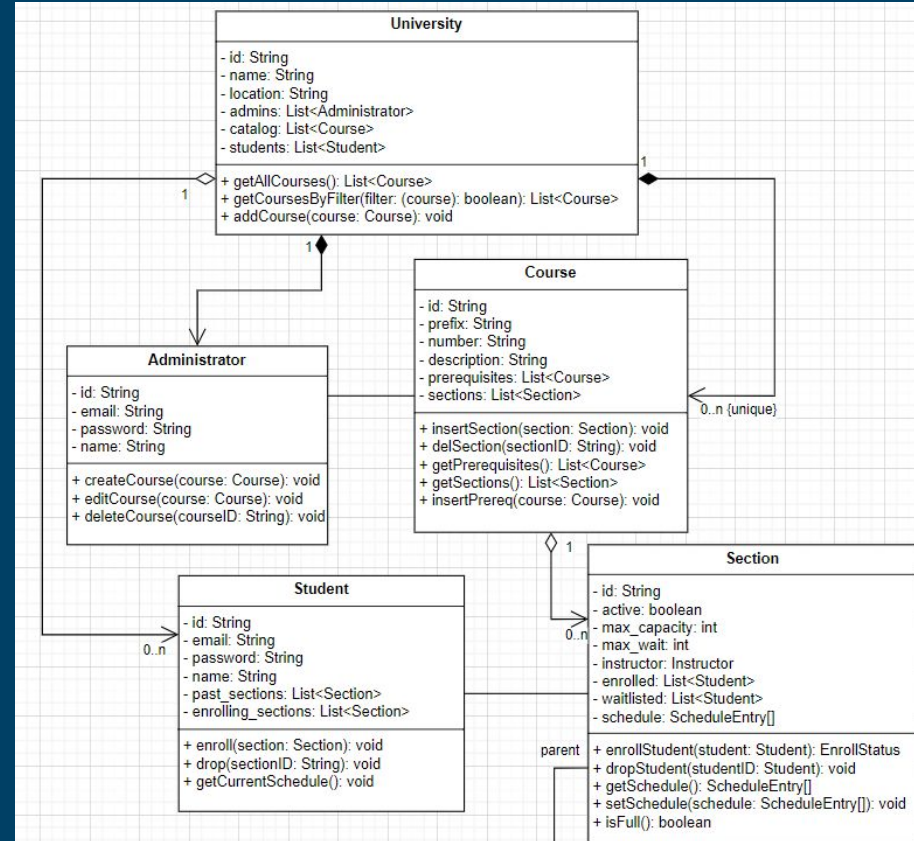 University
- id: String
- name: String
- location: String
- admins: List<Administrator>
- catalog: List<Course>
- students: List<Student>
+ getAllCourses(): List<Course>
+ getCoursesByFilter(filter: (course): boolean): List<Course>
+ addCourse(course: Course): void
1
1
1
Course
- id: String
- prefix: String
- number: String
- description: String
- prerequisites: List<Course>
- sections: List<Section>
+ insertSection(section: Section): void
+ delSection(sectionID: String): void
+ getPrerequisites(): List<Course>
+ getSections(): List<Section>
+ insertPrereq(course: Course): void
0..n {unique}
Administrator
- id: String
- email: String
- password: String
- name: String
+ createCourse(course: Course): void
+ editCourse(course: Course): void
+ deleteCourse(courseID: String): void
1
0..n
Section
- id: String
- active: boolean
- max_capacity: int
- max_wait: int
- instructor: Instructor
- enrolled: List<Student>
- waitlisted: List<Student>
- schedule: ScheduleEntry[]
+ enrollStudent(student: Student): EnrollStatus
+ dropStudent(studentID: Student): void
+ getSchedule(): ScheduleEntry[]
+ setSchedule(schedule: ScheduleEntry[]): void
+ isFull(): boolean
parent
0..n
Student
- id: String
- email: String
- password: String
- name: String
- past_sections: List<Section>
- enrolling_sections: List<Section>
+ enroll(section: Section): void
+ drop(sectionID: String): void
+ getCurrentSchedule(): void